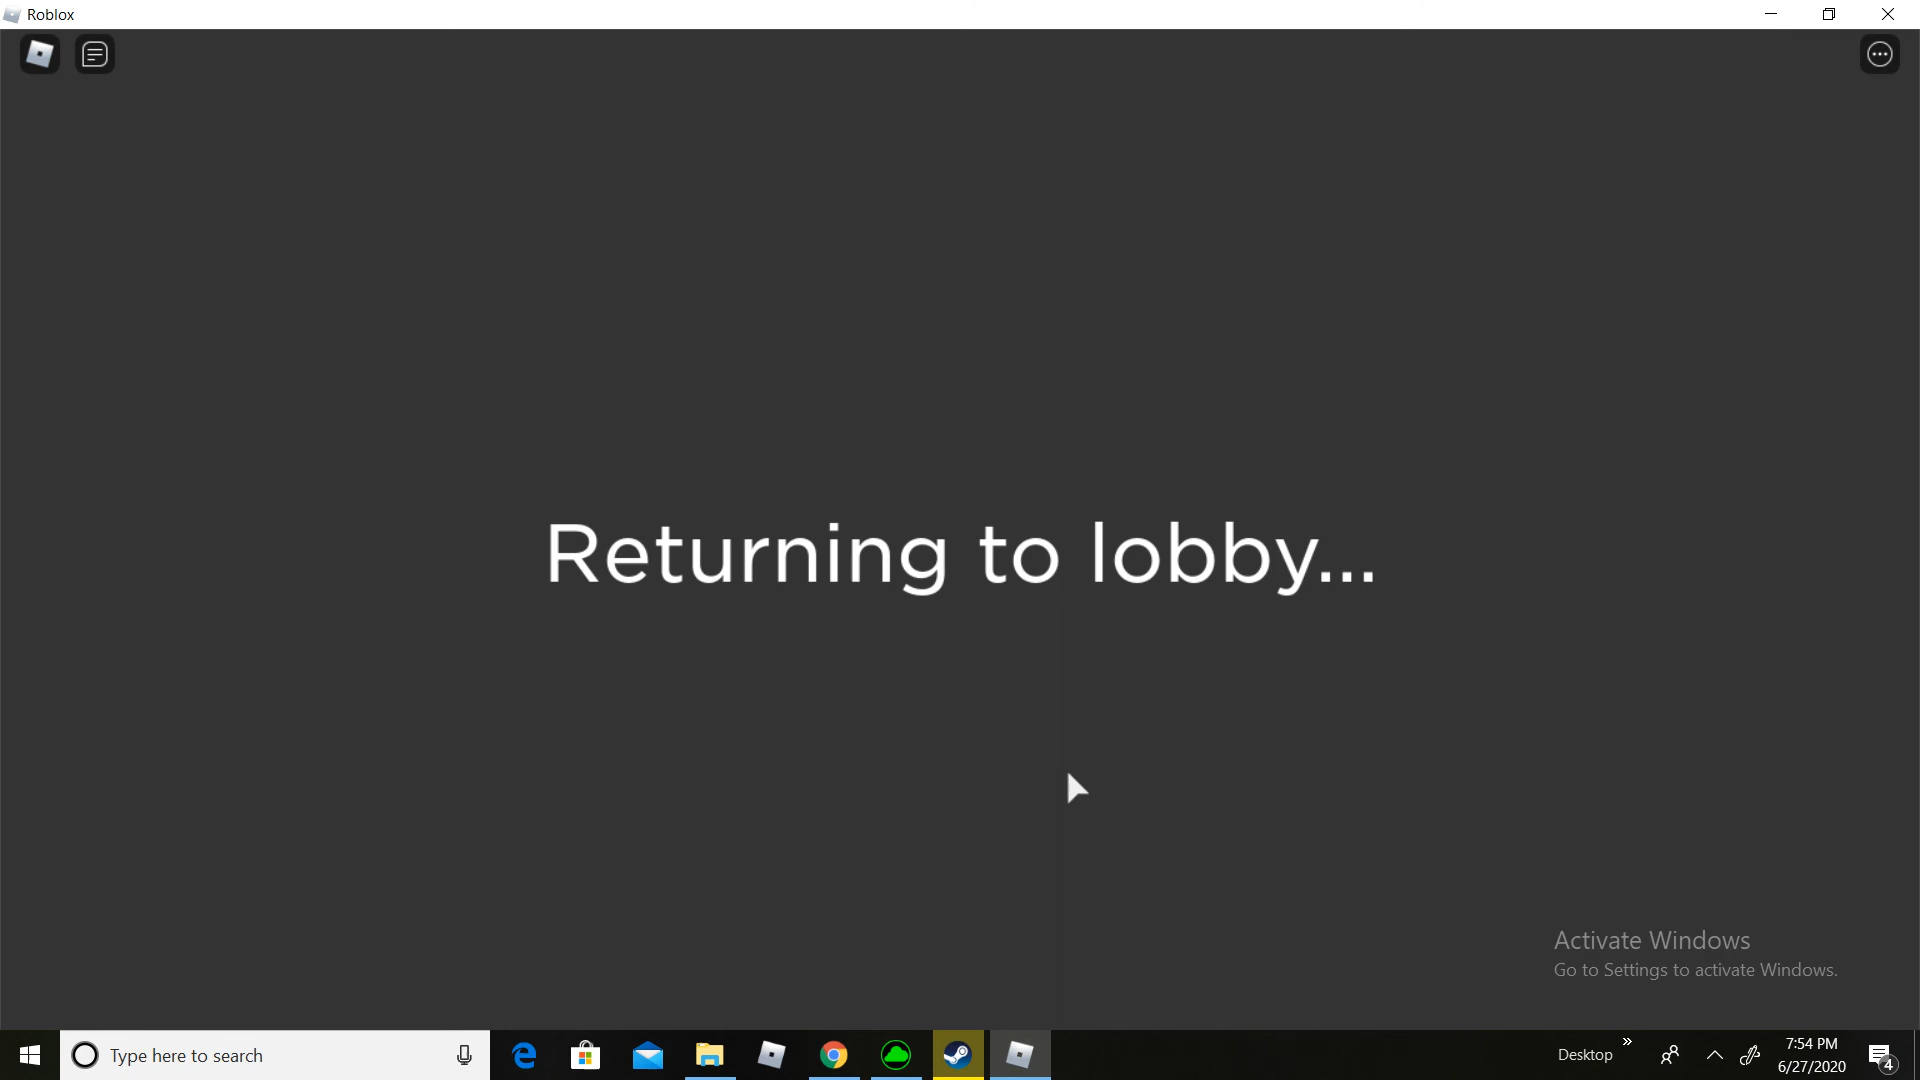 Roblox
Returning to lobby...
Activate Windows
Go to Settings to activate Windows.
Type here to search
Desktop
7:54 PM
6/27/2020
4